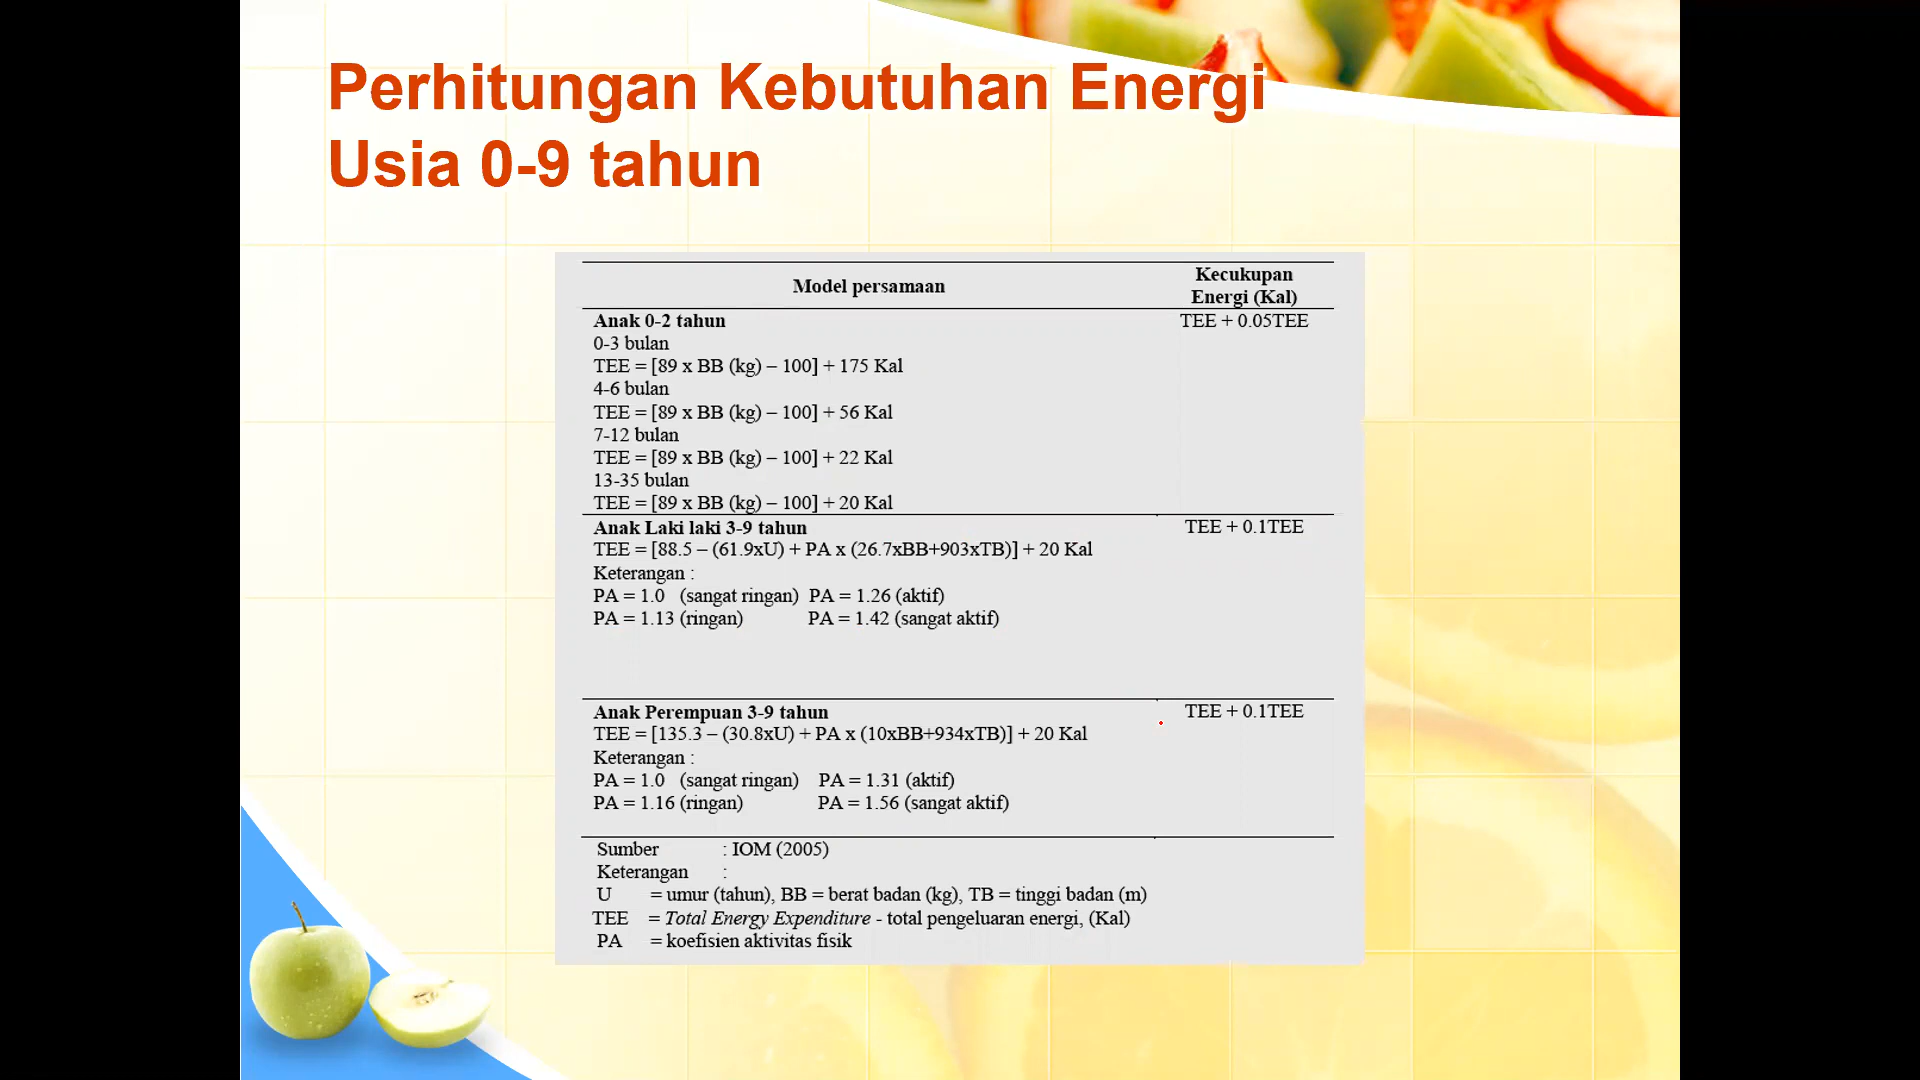 Perhitungan Kebutuhan Energi
Usia 0-9 tahun
Model persamaan
Kecukupan
Energi (Kal)
Anak 0-2 tahun
TEE + 0.05TEE
0-3 bulan
TEE = [89 x BB (kg) – 100] + 175 Kal
4-6 bulan
TEE = [89 x BB (kg) – 100] + 56 Kal
7-12 bulan
TEE = [89 x BB (kg) – 100] + 22 Kal
13-35 bulan
TEE = [89 x BB (kg) – 100] + 20 Kal
Anak Laki laki 3-9 tahun
TEE + 0.1TEE
TEE = [88.5 – (61.9xU) + PA x (26.7xBB+903xTB)] + 20 Kal
Keterangan :
PA = 1.0 (sangat ringan) PA = 1.26 (aktif)
PA = 1.13 (ringan) PA = 1.42 (sangat aktif)
Anak Perempuan 3-9 tahun
TEE + 0.1TEE
TEE = [135.3 – (30.8xU) + PA x (10xBB+934xTB)] + 20 Kal
Keterangan :
PA = 1.0 (sangat ringan) PA = 1.31 (aktif)
PA = 1.16 (ringan) PA = 1.56 (sangat aktif)
Sumber : IOM (2005)
Keterangan :
U = umur (tahun), BB = berat badan (kg), TB = tinggi badan (m)
TEE = Total Energy Expenditure - total pengeluaran energi, (Kal)
PA = koefisien aktivitas fisik